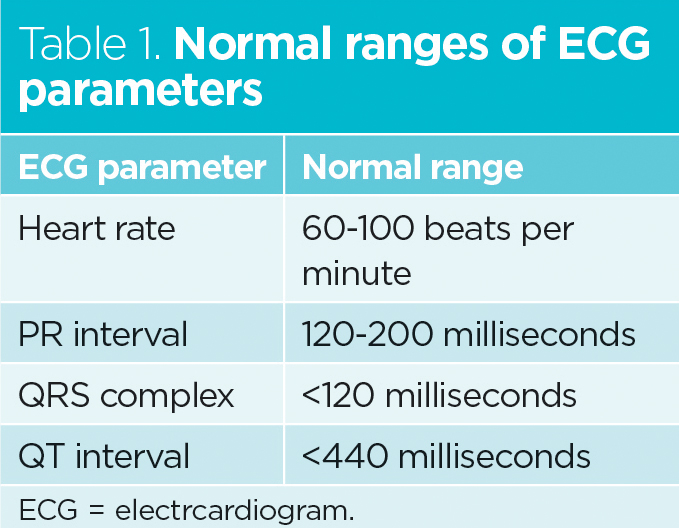 Table 1. Normal ranges of ECG
parameters
ECG parameter Normal range
Heart rate 60-100 beats per
minute
PR interval 120-200 milliseconds
QRS complex <120 milliseconds
QT interval <440 milliseconds
ECG = electrcardiogram.